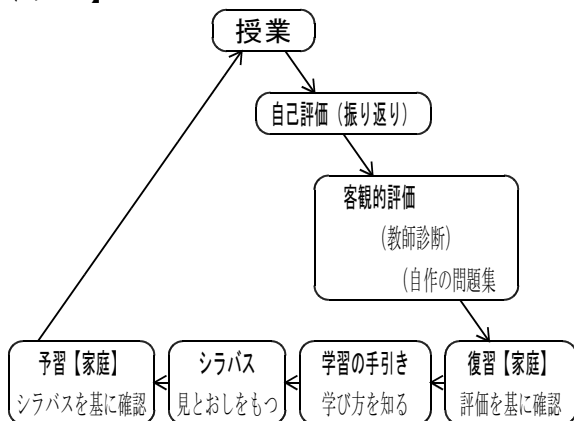 授業
自己評価（振り返り）
客観的評価
（教師診断）
（自作の問題集
予習【家庭】
シラバスを基に確認
シラバス
見とおしをもつ
学習の手引き
学び方を知る
復習【家庭】
評価を基に確認